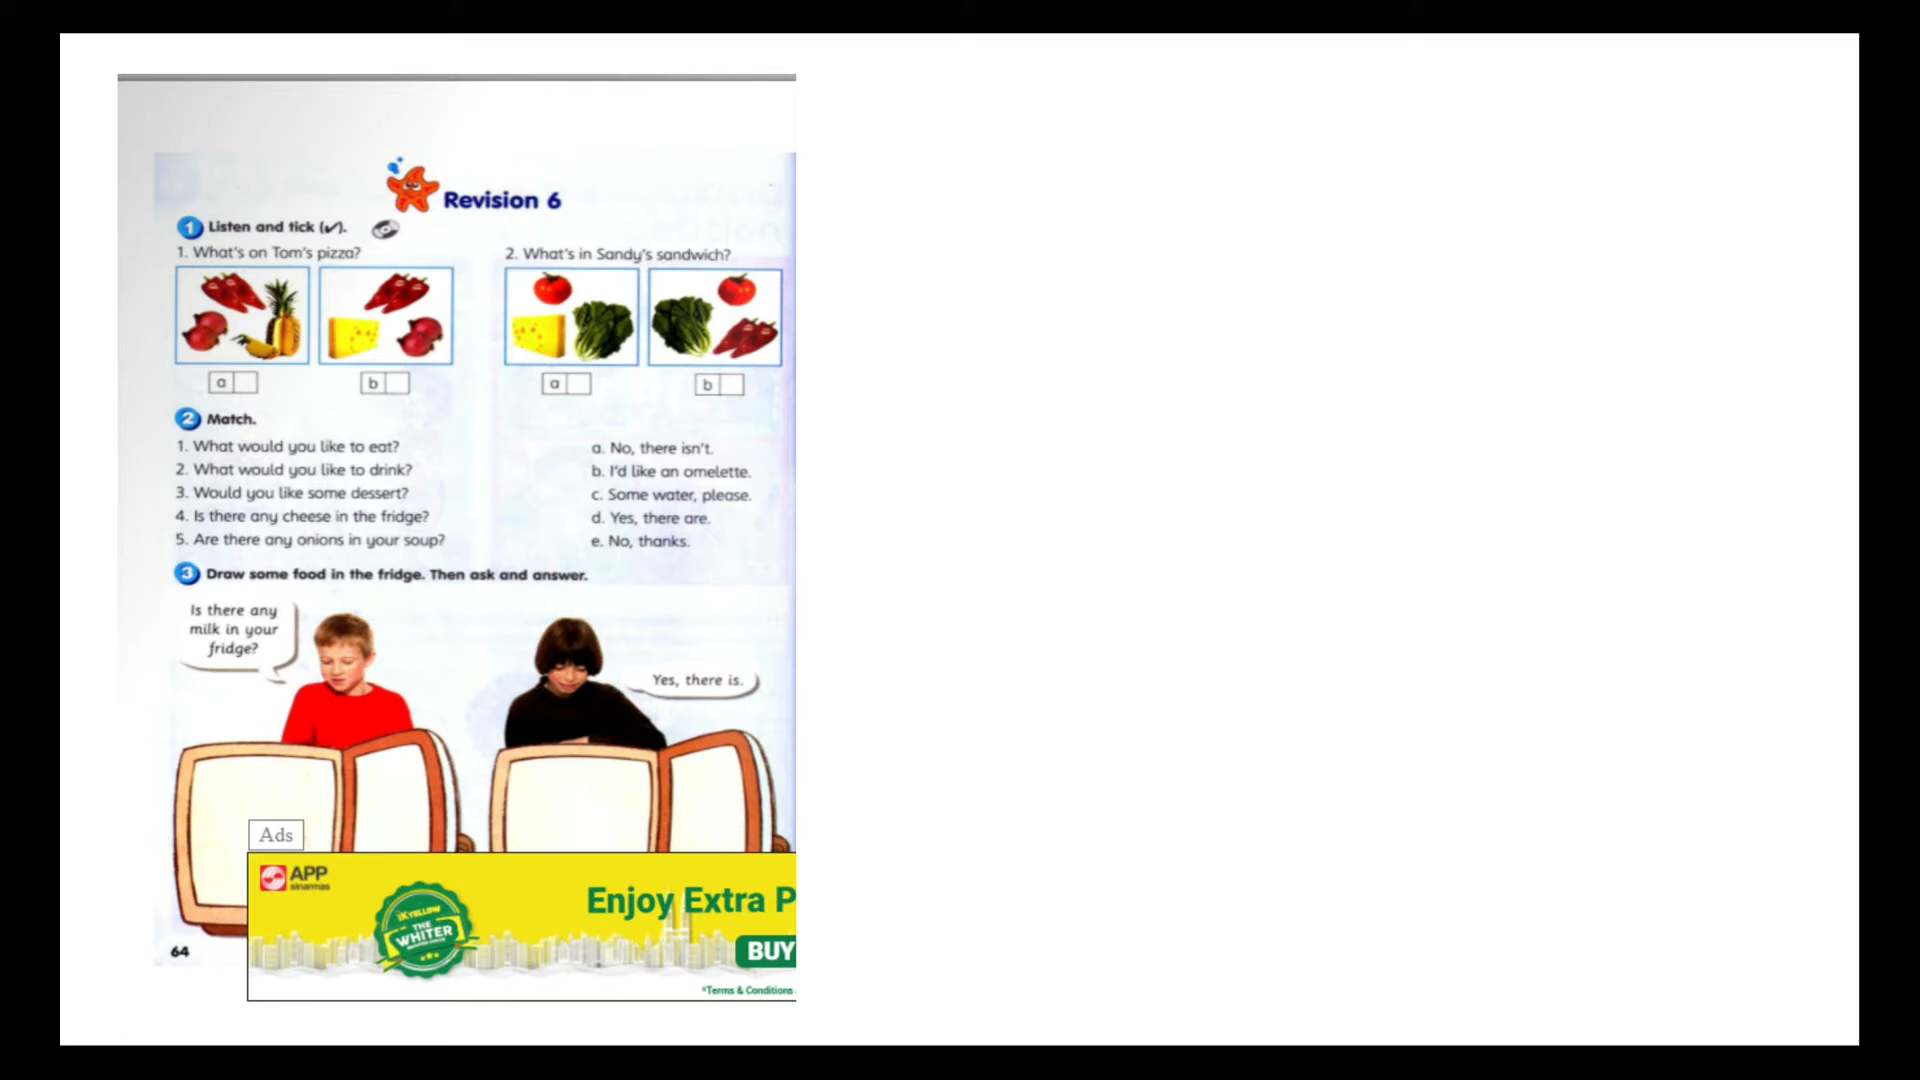 Revision 6
1 Listen and tick (✓).
1. What's on Tom's pizza?
2. What's in Sandy's sandwich?
a
b
a
b
2 Match.
1. What would you like to eat?
2. What would you like to drink?
3. Would you like some dessert?
4. Is there any cheese in the fridge?
5. Are there any onions in your soup?
a. No, there isn't.
b. I'd like an omelette.
c. Some water, please.
d. Yes, there are.
e. No, thanks.
3 Draw some food in the fridge. Then ask and answer.
Is there any
milk in your
fridge?
Yes, there is.
Ads
APP
sinarmas
IKYELLOW
THE
WHITER
Enjoy Extra P
BUY
*Terms & Conditions
64